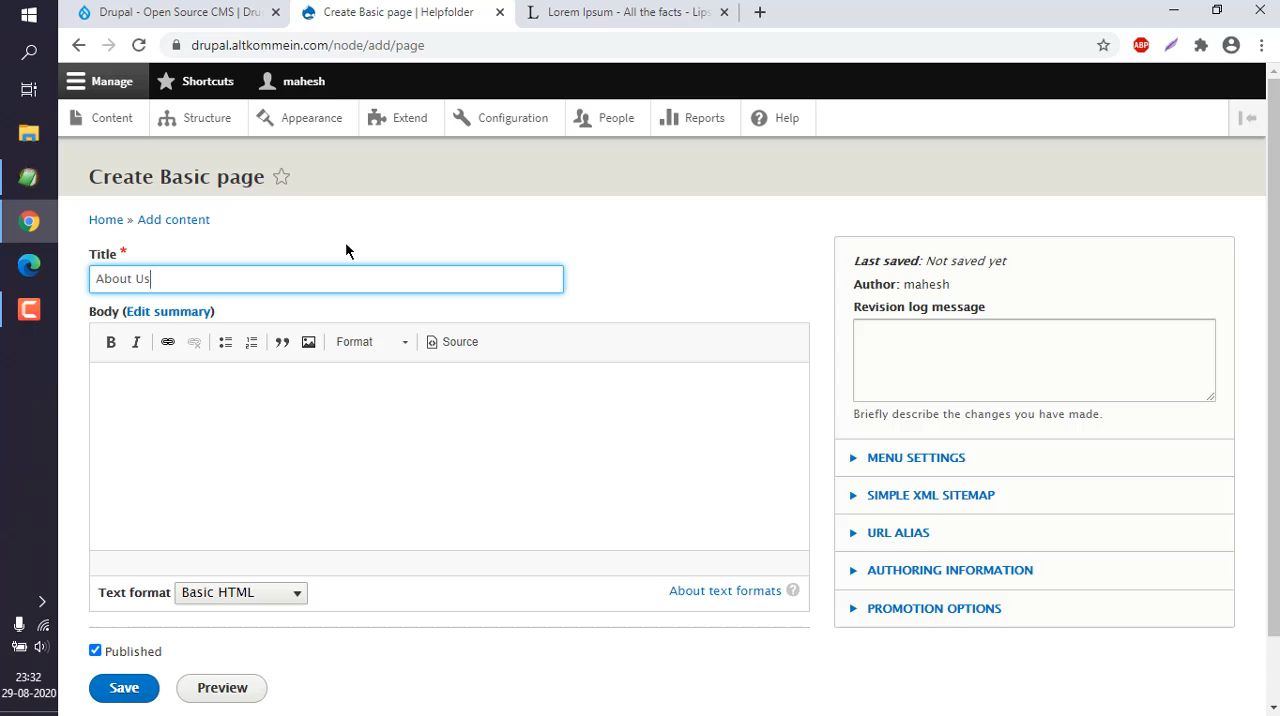 Drupal - Open Source CMS | Dru
Create Basic page | Helpfolder
Lorem Ipsum - All the facts - Lips
drupal.altkommein.com/node/add/page
ABP
Manage
Shortcuts
mahesh
Content
Structure
Appearance
Extend
Configuration
People
Reports
Help
Create Basic page
Home » Add content
Title *
About Us
Body (Edit summary)
B I Format Source
Text format Basic HTML
About text formats ?
Published
Save
Preview
Last saved: Not saved yet
Author: mahesh
Revision log message
Briefly describe the changes you have made.
MENU SETTINGS
SIMPLE XML SITEMAP
URL ALIAS
AUTHORING INFORMATION
PROMOTION OPTIONS
23:32
29-08-2020